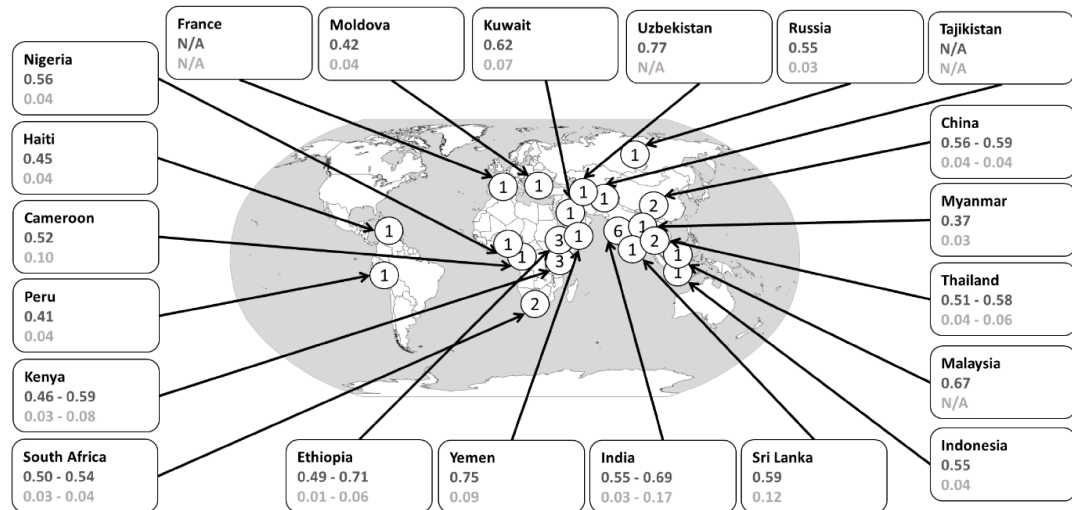 France
N/A
N/A
Moldova
0.42
0.04
Kuwait
0.62
0.07
Uzbekistan
0.77
N/A
Russia
0.55
0.03
Tajikistan
N/A
N/A
Nigeria
0.56
0.04
Haiti
0.45
0.04
Cameroon
0.52
0.10
Peru
0.41
0.04
Kenya
0.46 - 0.59
0.03 - 0.08
South Africa
0.50 - 0.54
0.03 - 0.04
1
1
1
1
1
1
2
1
1
6
1
2
1
1
1
3
3
1
1
1
1
2
China
0.56 - 0.59
0.04 - 0.04
Myanmar
0.37
0.03
Thailand
0.51 - 0.58
0.04 - 0.06
Malaysia
0.67
N/A
Indonesia
0.55
0.04
Ethiopia
0.49 - 0.71
0.01 - 0.06
Yemen
0.75
0.09
India
0.55 - 0.69
0.03 - 0.17
Sri Lanka
0.59
0.12